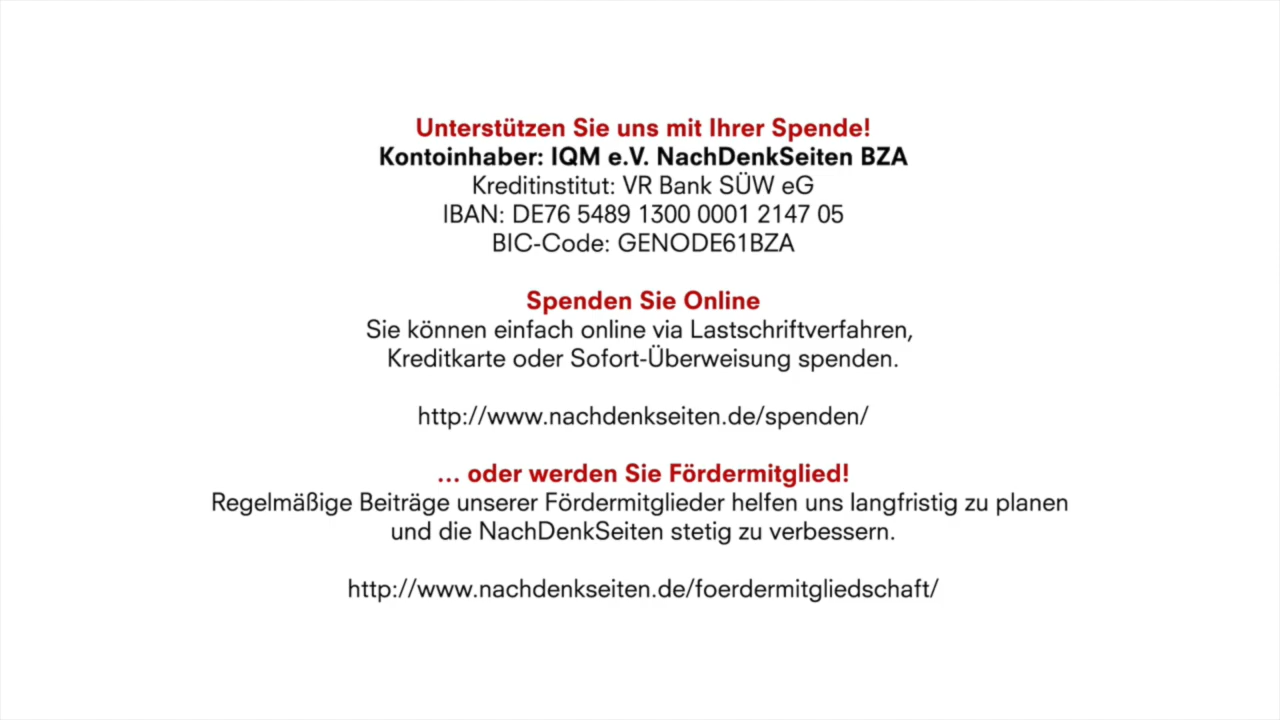 Unterstützen Sie uns mit Ihrer Spende!
Kontoinhaber: IQM e.V. NachDenkSeiten BZA
Kreditinstitut: VR Bank SÜW eG
IBAN: DE76 5489 1300 0001 2147 05
BIC-Code: GENODE61BZA
Spenden Sie Online
Sie können einfach online via Lastschriftverfahren,
Kreditkarte oder Sofort-Überweisung spenden.
http://www.nachdenkseiten.de/spenden/
... oder werden Sie Fördermitglied!
Regelmäßige Beiträge unserer Fördermitglieder helfen uns langfristig zu planen
und die NachDenkSeiten stetig zu verbessern.
http://www.nachdenkseiten.de/foerdermitgliedschaft/